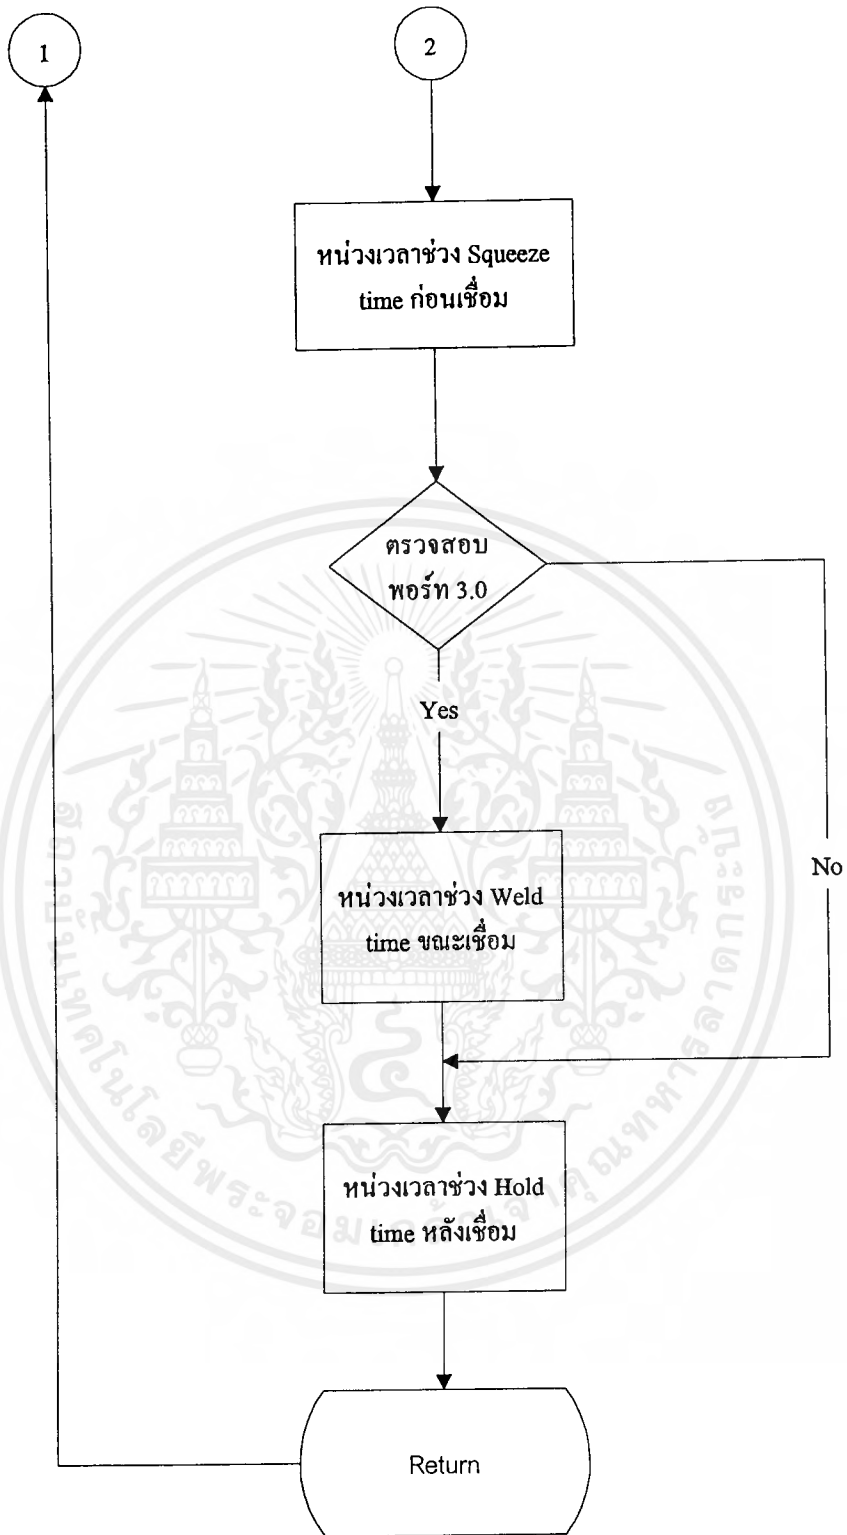 1
2
หน่วงเวลาช่วง Squeeze
time ก่อนเชื่อม
ตรวจสอบ
พอร์ท 3.0
Yes
No
หน่วงเวลาช่วง Weld
time ขณะเชื่อม
หน่วงเวลาช่วง Hold
time หลังเชื่อม
Return